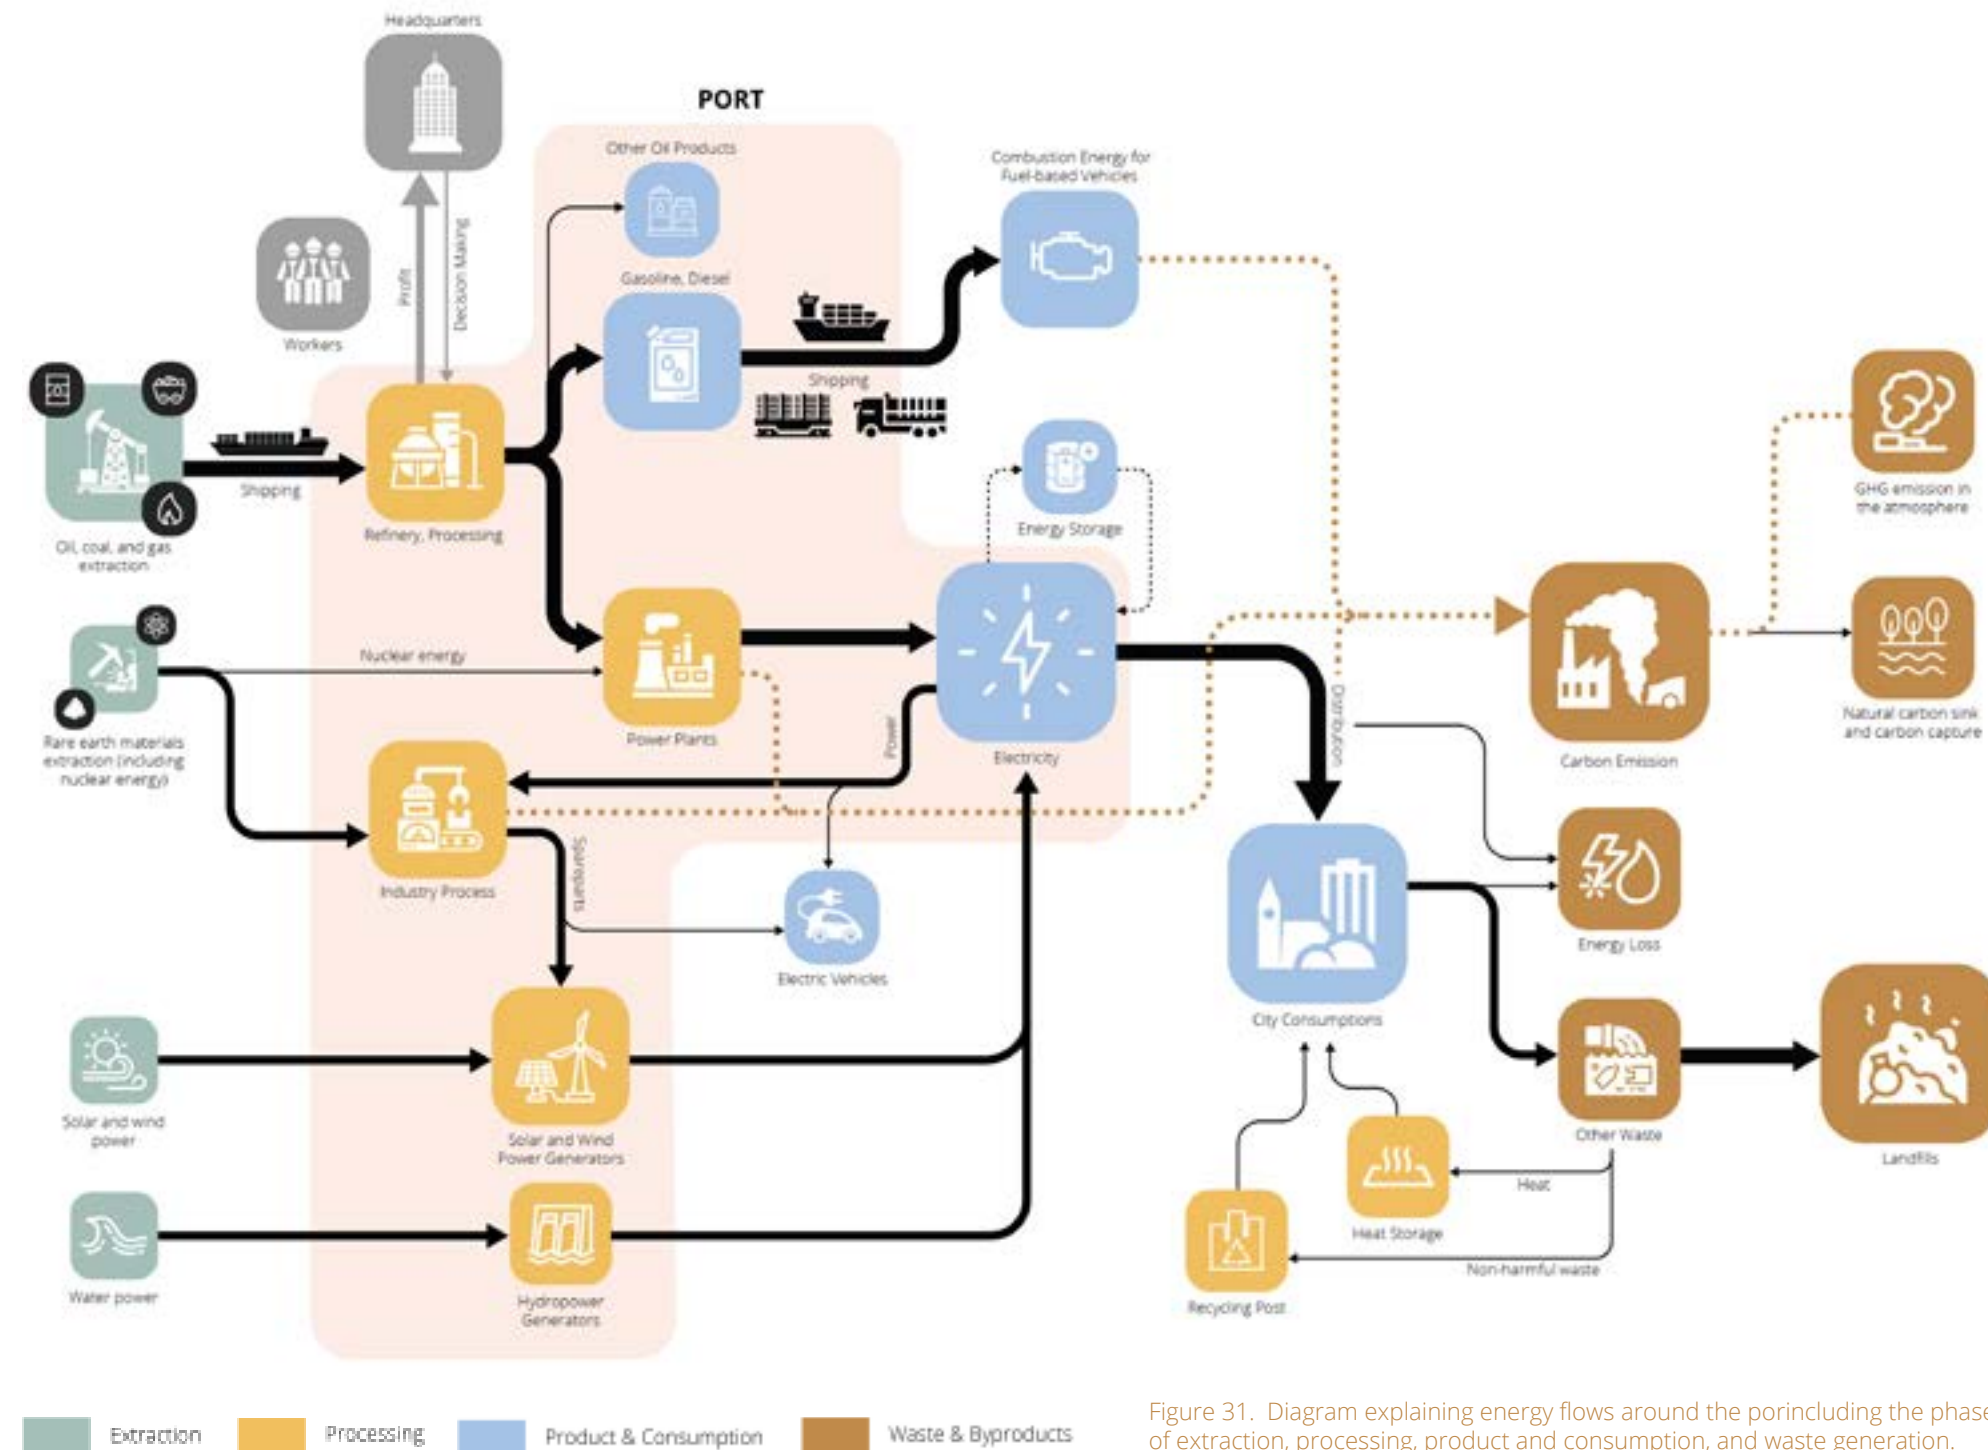 Headquarters
PORT
Other Oil Products
Combustion Energy for
Fuel-based Vehicles
Profit
Decision Making
Workers
Gasoline, Diesel
Shipping
Shipping
Oil, coal, and gas
extraction
Refinery, Processing
Energy Storage
GHG emission in
the atmosphere
Nuclear energy
Rare earth materials
extraction (including
nuclear energy)
Power Plants
Power
Electricity
Distribution
Carbon Emission
Natural carbon sink
and carbon capture
Industry Process
Spareparts
Electric Vehicles
Energy Loss
City Consumptions
Solar and wind
power
Solar and Wind
Power Generators
Other Waste
Landfills
Heat
Heat Storage
Non-harmful waste
Recycling Post
Water power
Hydropower
Generators
Extraction
Processing
Product & Consumption
Waste & Byproducts
Figure 31. Diagram explaining energy flows around the porincluding the phase
of extraction, processing, product and consumption, and waste generation.